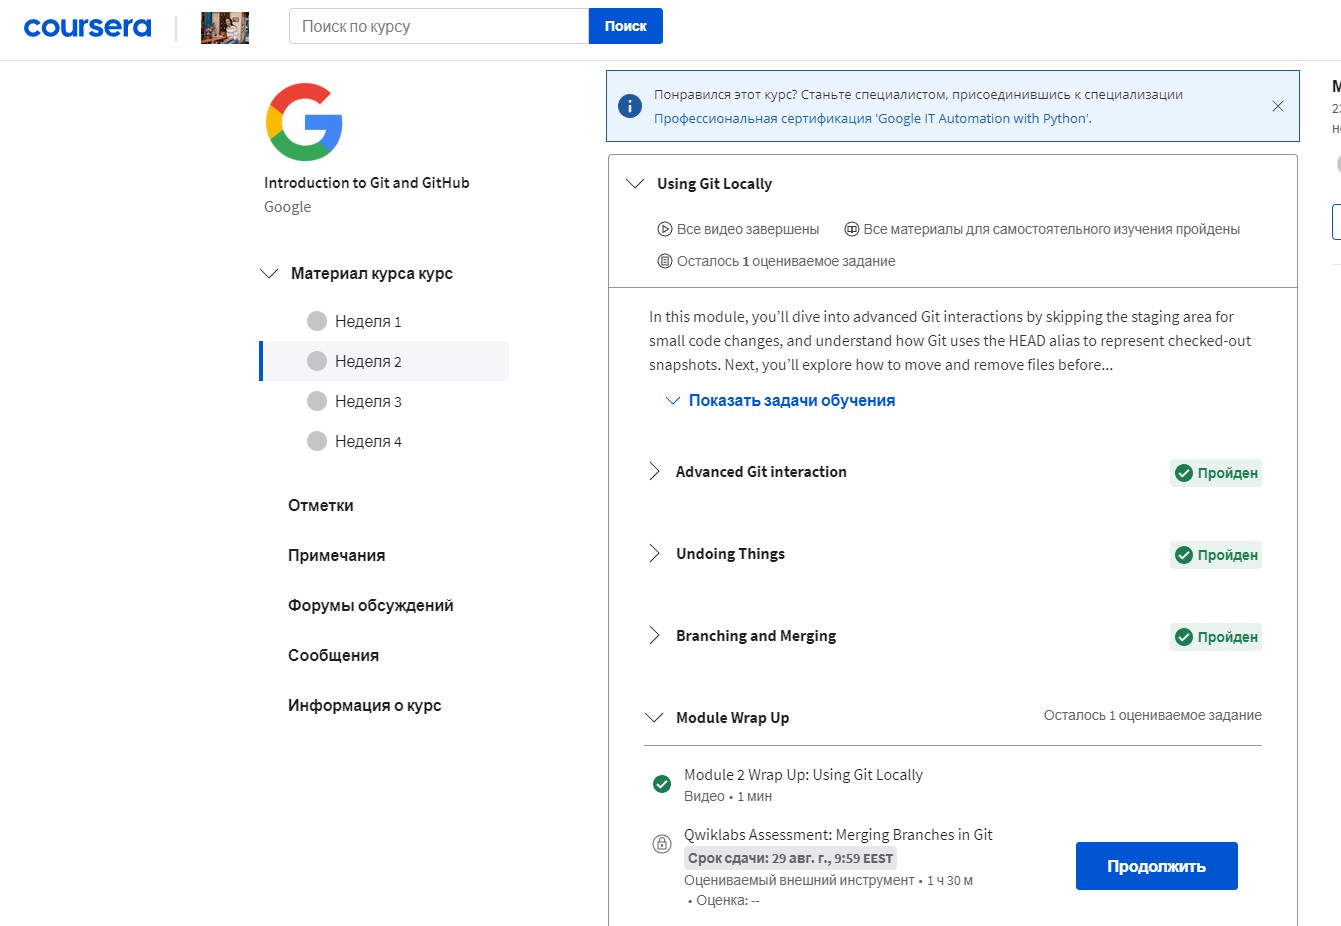 coursera
Поиск по курсу
Поиск
Introduction to Git and GitHub
Google
Материал курса курс
Неделя 1
Неделя 2
Неделя 3
Неделя 4
Отметки
Примечания
Форумы обсуждений
Сообщения
Информация о курс
Понравился этот курс? Станьте специалистом, присоединившись к специализации
Профессиональная сертификация 'Google IT Automation with Python'.
Using Git Locally
Все видео завершены
Все материалы для самостоятельного изучения пройдены
Осталось 1 оцениваемое задание
In this module, you’ll dive into advanced Git interactions by skipping the staging area for
small code changes, and understand how Git uses the HEAD alias to represent checked-out
snapshots. Next, you’ll explore how to move and remove files before...
Показать задачи обучения
Advanced Git interaction
Пройден
Undoing Things
Пройден
Branching and Merging
Пройден
Module Wrap Up
Осталось 1 оцениваемое задание
Module 2 Wrap Up: Using Git Locally
Видео • 1 мин
Qwiklabs Assessment: Merging Branches in Git
Срок сдачи: 29 авг. г., 9:59 EEST
Оцениваемый внешний инструмент • 1 ч 30 м
• Оценка: --
Продолжить